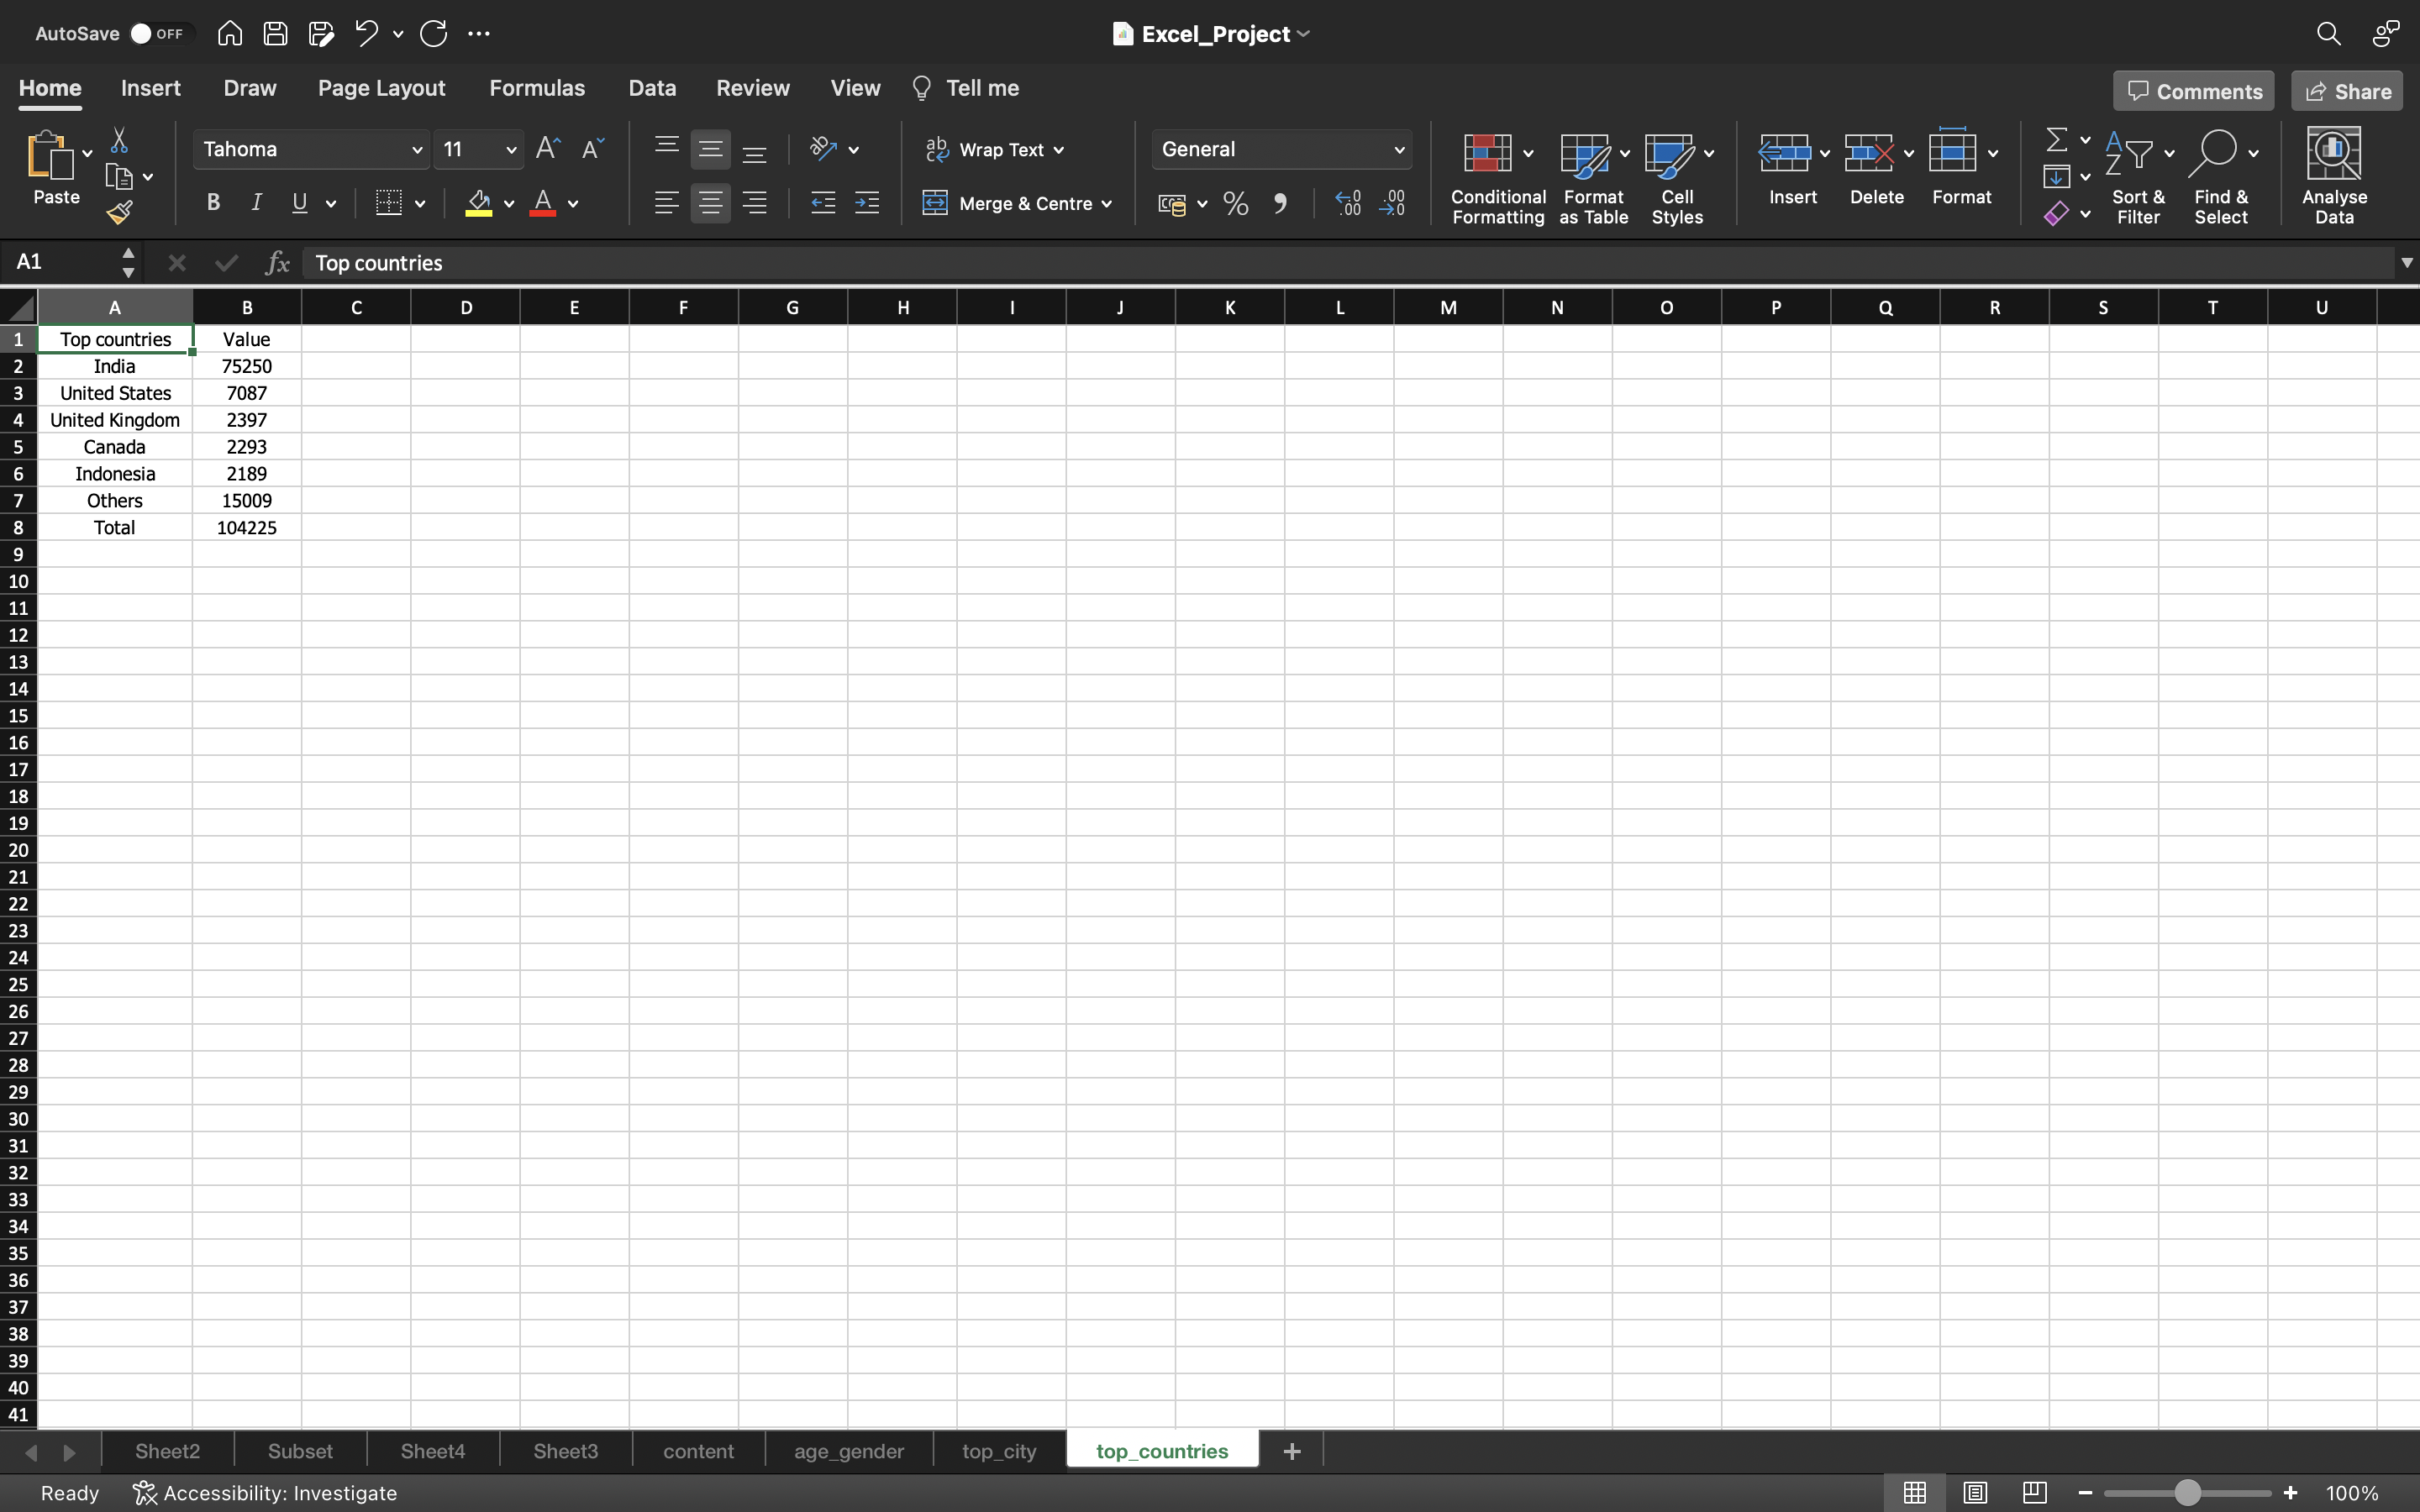 AutoSave OFF Excel_Project
Home Insert Draw Page Layout Formulas Data Review View Tell me Comments Share
Paste Tahoma 11 A A Wrap Text General Conditional Formatting Format as Table Cell Styles Insert Delete Format Sort & Filter Find & Select Analyse Data
B I U A Merge & Centre % 9 .00 .0
A1 fx Top countries
A B C D E F G H I J K L M N O P Q R S T U
1 Top countries Value
2 India 75250
3 United States 7087
4 United Kingdom 2397
5 Canada 2293
6 Indonesia 2189
7 Others 15009
8 Total 104225
9
10
11
12
13
14
15
16
17
18
19
20
21
22
23
24
25
26
27
28
29
30
31
32
33
34
35
36
37
38
39
40
41
Sheet2 Subset Sheet4 Sheet3 content age_gender top_city top_countries +
Ready Accessibility: Investigate − + 100%